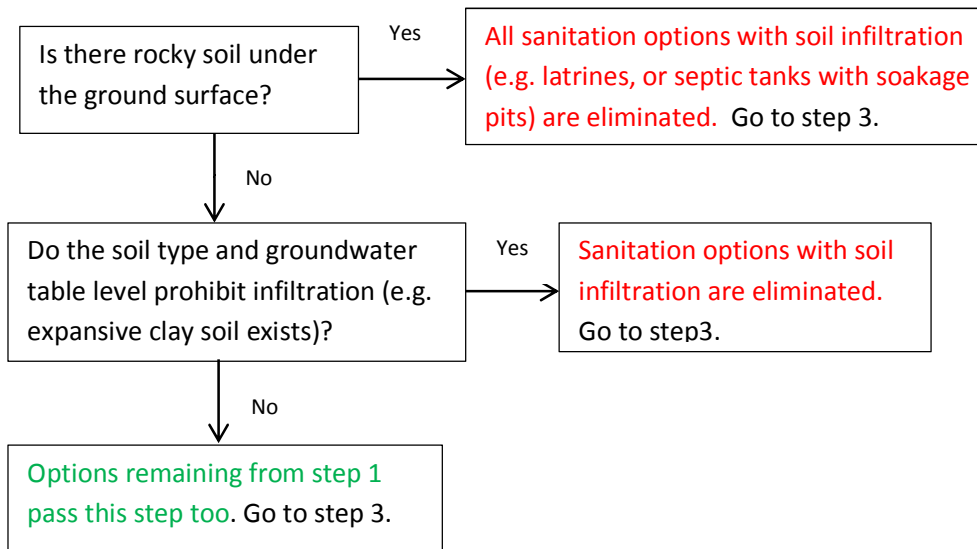 Is there rocky soil under
the ground surface?
Yes
All sanitation options with soil infiltration
(e.g. latrines, or septic tanks with soakage
pits) are eliminated.  Go to step 3.
No
Do the soil type and groundwater
table level prohibit infiltration (e.g.
expansive clay soil exists)?
Yes
Sanitation options with soil
infiltration are eliminated.
Go to step3.
No
Options remaining from step 1
pass this step too. Go to step 3.